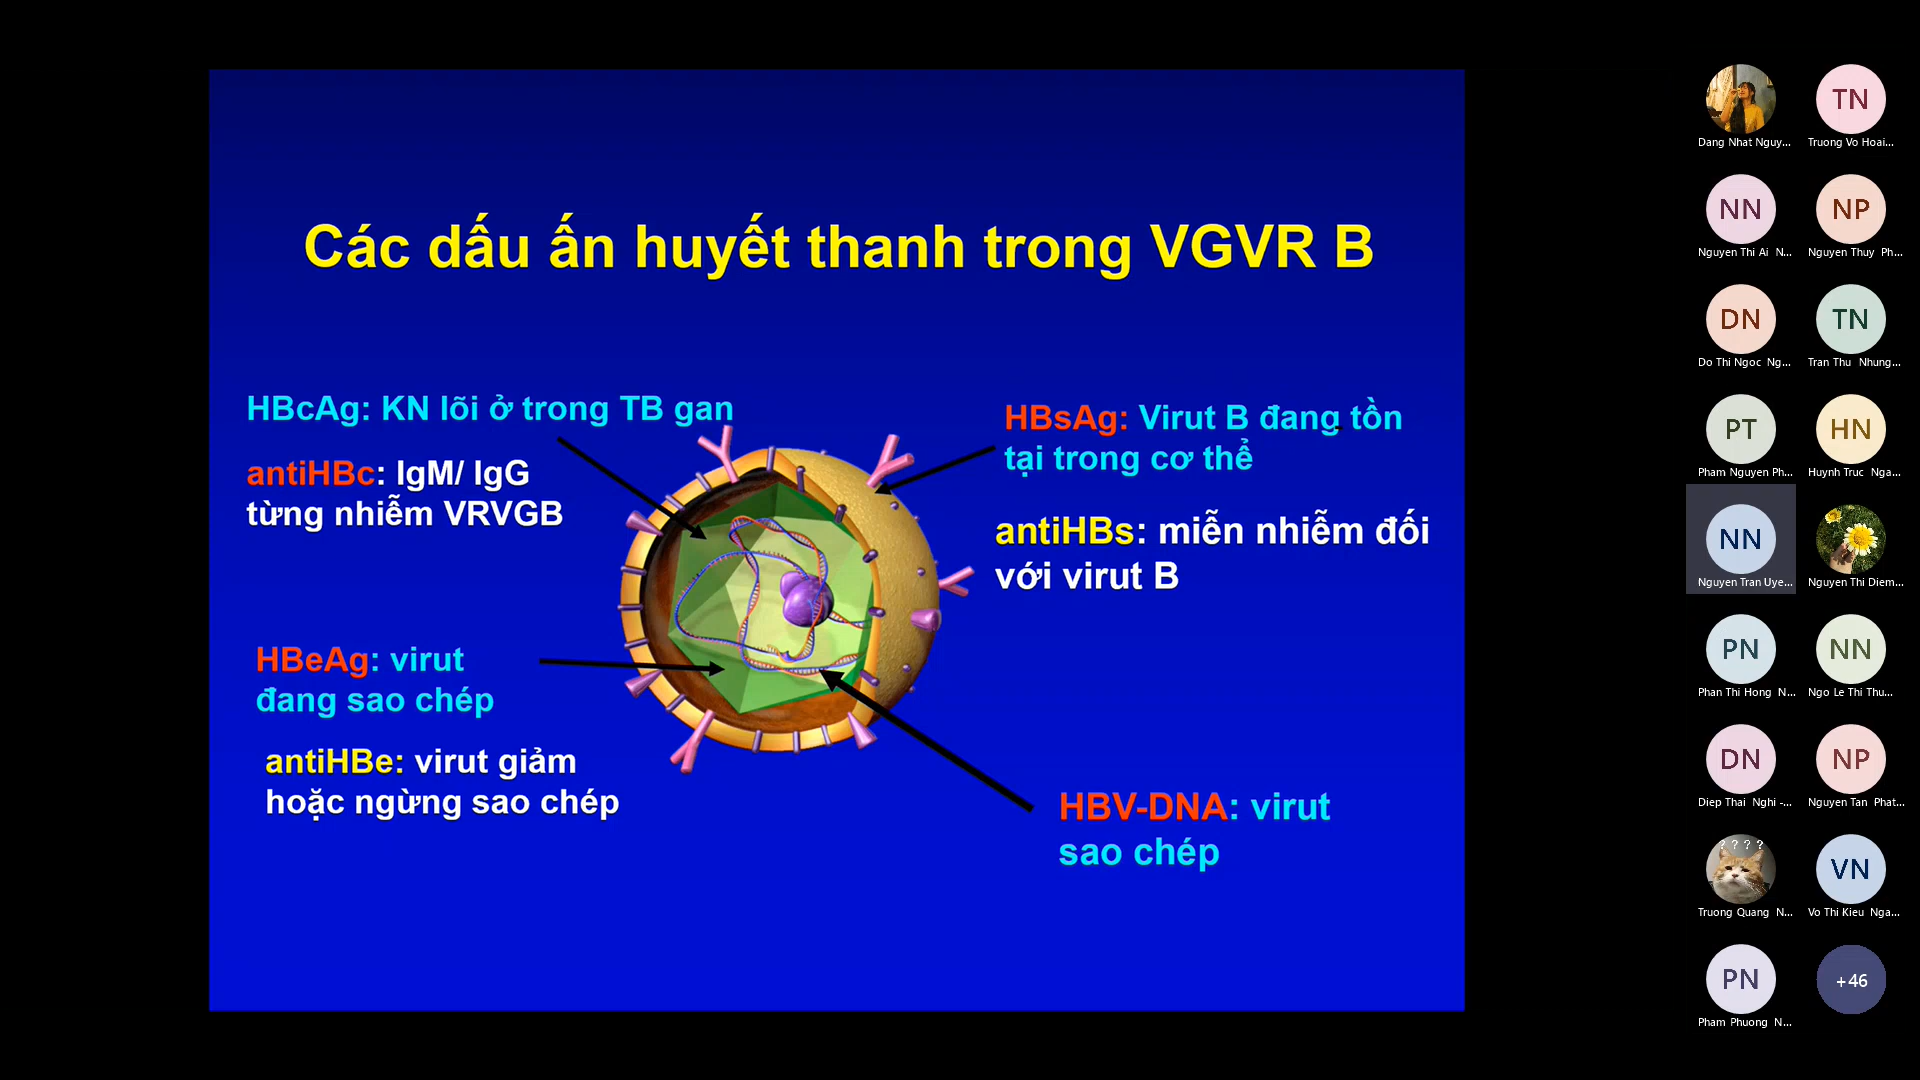 Các dấu ấn huyết thanh trong VGVR B
HBcAg: KN lõi ở trong TB gan
antiHBc: IgM/ IgG
từng nhiễm VRVGB
HBeAg: virut
đang sao chép
antiHBe: virut giảm
hoặc ngừng sao chép
HBsAg: Virut B đang tồn
tại trong cơ thể
antiHBs: miễn nhiễm đối
với virut B
HBV-DNA: virut
sao chép
Dang Nhat Nguy...
TN
Truong Vo Hoai...
NN
Nguyen Thi Ai N...
NP
Nguyen Thuy Ph...
DN
Do Thi Ngoc Ng...
TN
Tran Thu Nhung...
PT
Pham Nguyen Ph...
HN
Huynh Truc Nga...
NN
Nguyen Tran Uye...
Nguyen Thi Diem...
PN
Phan Thi Hong N...
NN
Ngo Le Thi Thu...
DN
Diep Thai Nghi -...
NP
Nguyen Tan Phat...
? ? ? ?
Truong Quang N...
VN
Vo Thi Kieu Nga...
PN
Pham Phuong N...
+46